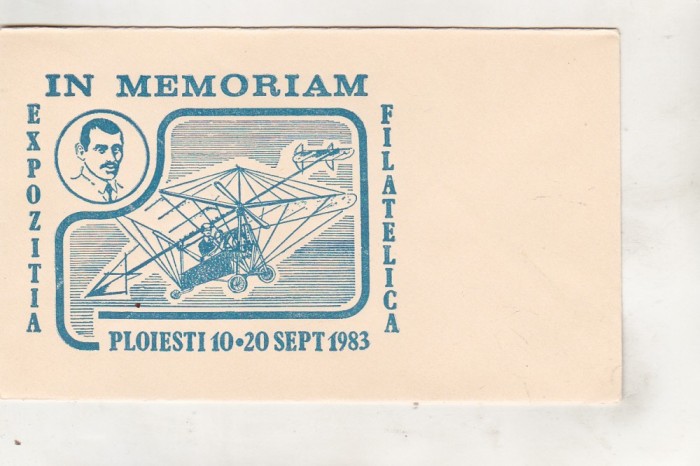 IN MEMORIAM
EXPOZITIA
FILATELICA
PLOIESTI 10•20 SEPT 1983